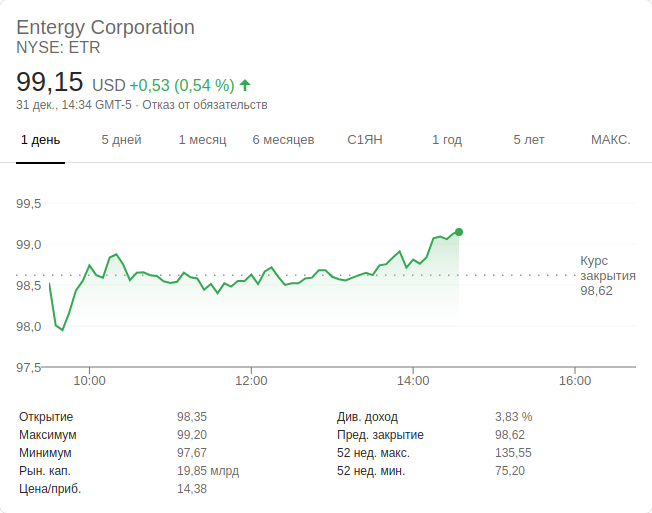 Entergy Corporation
NYSE: ETR
99,15 USD +0,53 (0,54 %)
31 дек., 14:34 GMT-5 · Отказ от обязательств
1 день 5 дней 1 месяц 6 месяцев С1ЯН 1 год 5 лет МАКС.
99,5
99,0
98,5
98,0
97,5
Курс
закрытия
98,62
10:00 12:00 14:00 16:00
Открытие 98,35 Див. доход 3,83 %
Максимум 99,20 Пред. закрытие 98,62
Минимум 97,67 52 нед. макс. 135,55
Рын. кап. 19,85 млрд 52 нед. мин. 75,20
Цена/приб. 14,38